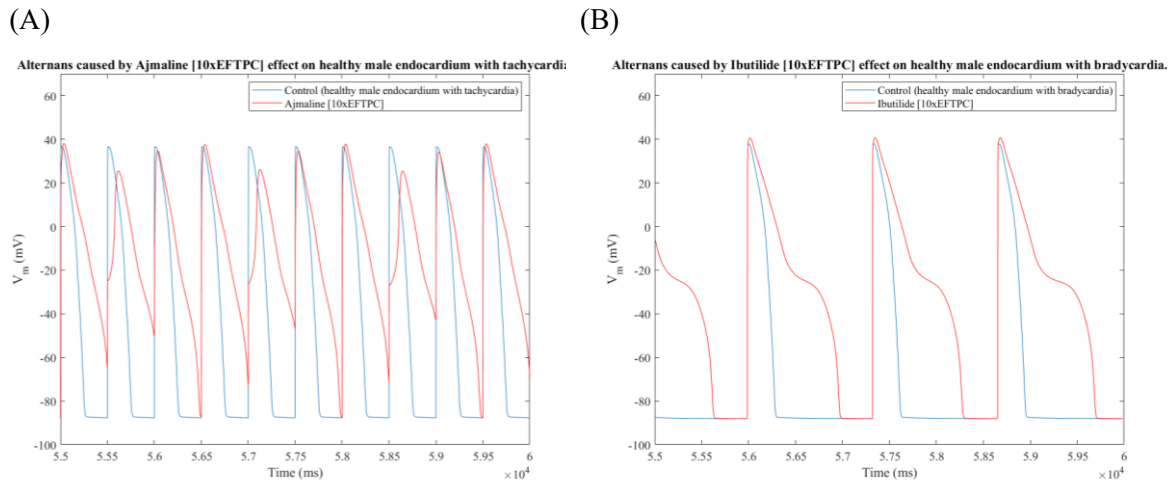 (A)
Alternans caused by Ajmaline [10xEFTPC] effect on healthy male endocardium with tachycardia
Control (healthy male endocardium with tachycardia)
Ajmaline [10xEFTPC]
60
40
20
0
-20
-40
-60
-80
-100
V_m (mV)
5.5 5.55 5.6 5.65 5.7 5.75 5.8 5.85 5.9 5.95 6
Time (ms)
×10^4
(B)
Alternans caused by Ibutilide [10xEFTPC] effect on healthy male endocardium with bradycardia.
Control (healthy male endocardium with bradycardia)
Ibutilide [10xEFTPC]
60
40
20
0
-20
-40
-60
-80
-100
V_m (mV)
5.5 5.55 5.6 5.65 5.7 5.75 5.8 5.85 5.9 5.95 6
Time (ms)
×10^4